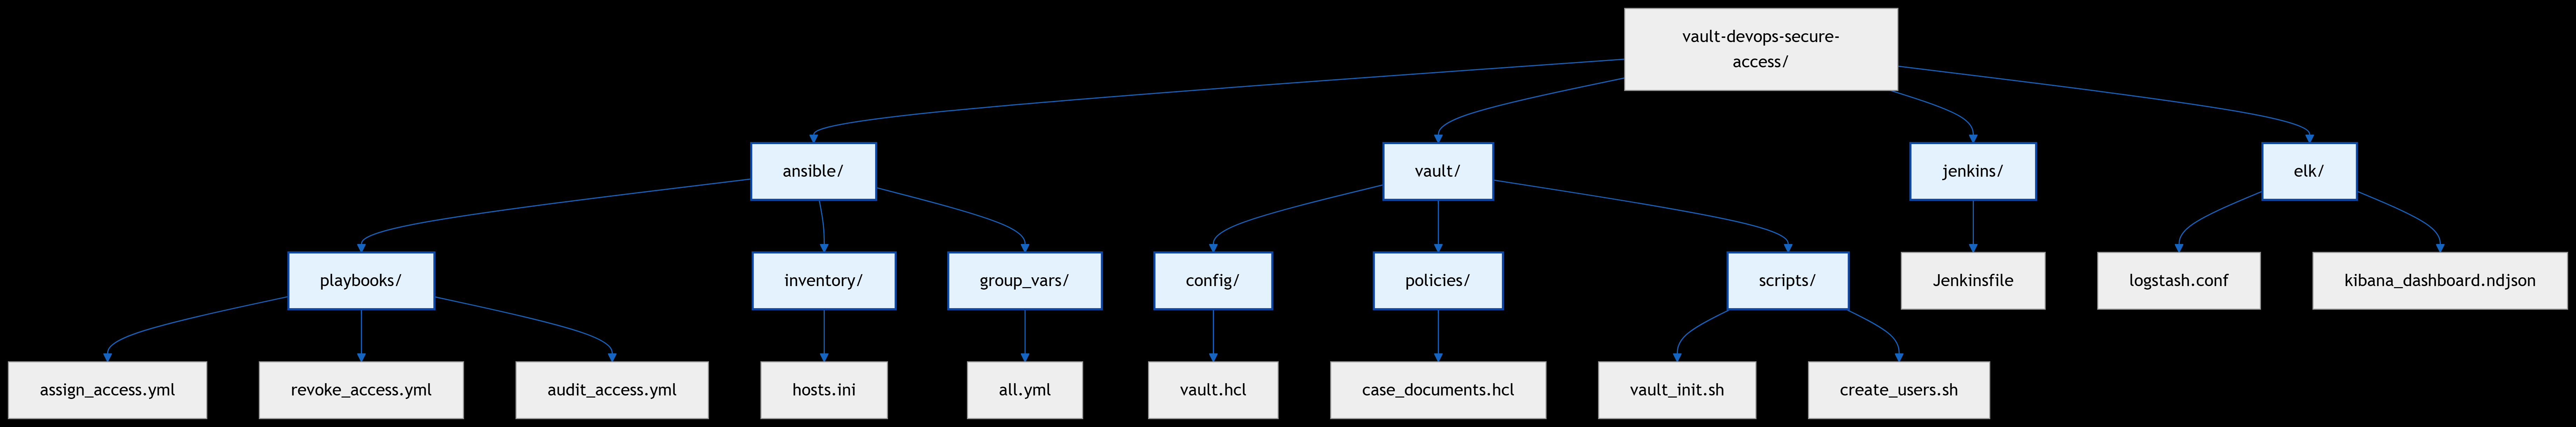 vault-devops-secure-
access/
ansible/
vault/
jenkins/
elk/
playbooks/
inventory/
group_vars/
config/
policies/
scripts/
Jenkinsfile
logstash.conf
kibana_dashboard.ndjson
assign_access.yml
revoke_access.yml
audit_access.yml
hosts.ini
all.yml
vault.hcl
case_documents.hcl
vault_init.sh
create_users.sh